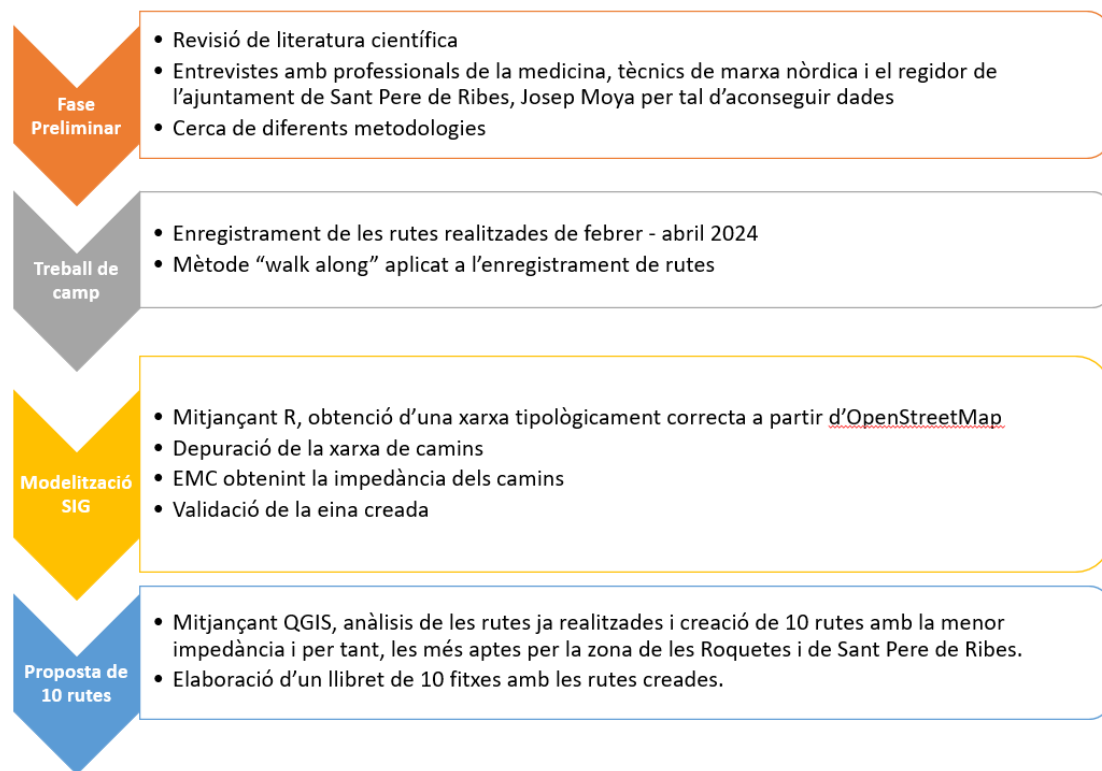 Fase
Preliminar
• Revisió de literatura científica
• Entrevistes amb professionals de la medicina, tècnics de marxa nòrdica i el regidor de
l’ajuntament de Sant Pere de Ribes, Josep Moya per tal d’aconseguir dades
• Cerca de diferents metodologies
Treball de
camp
• Enregistrament de les rutes realitzades de febrer - abril 2024
• Mètode “walk along” aplicat a l’enregistrament de rutes
Modelització
SIG
• Mitjançant R, obtenció d’una xarxa tipològicament correcta a partir d’OpenStreetMap
• Depuració de la xarxa de camins
• EMC obtenint la impedància dels camins
• Validació de la eina creada
Proposta de
10 rutes
• Mitjançant QGIS, anàlisis de les rutes ja realitzades i creació de 10 rutes amb la menor
impedància i per tant, les més aptes per la zona de les Roquetes i de Sant Pere de Ribes.
• Elaboració d’un llibret de 10 fitxes amb les rutes creades.